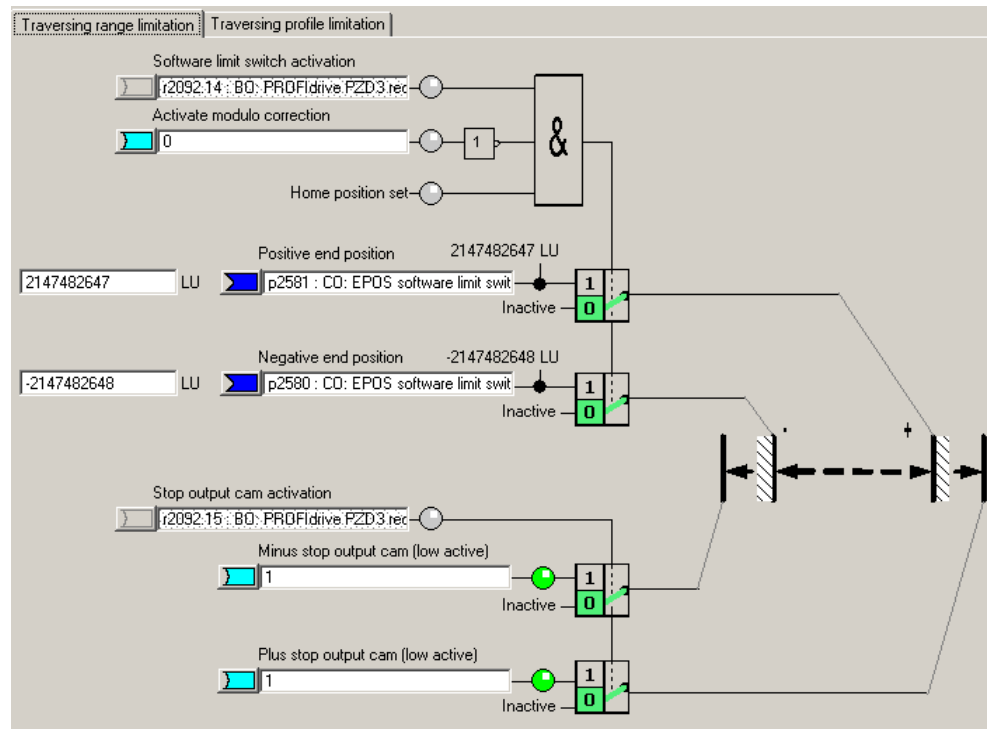 Traversing range limitation Traversing profile limitation
Software limit switch activation
r2092.14 : BO: PROFIdrive PZD3 rec
Activate modulo correction
0
1
&
Home position set
Positive end position 2147482647 LU
2147482647 LU p2581 : CO: EPOS software limit swit 1
Inactive 0
Negative end position -2147482648 LU
-2147482648 LU p2580 : CO: EPOS software limit swit 1
Inactive 0
- +
Stop output cam activation
r2092.15 : BO: PROFIdrive PZD3 rec
Minus stop output cam (low active)
1 1
Inactive 0
Plus stop output cam (low active)
1 1
Inactive 0